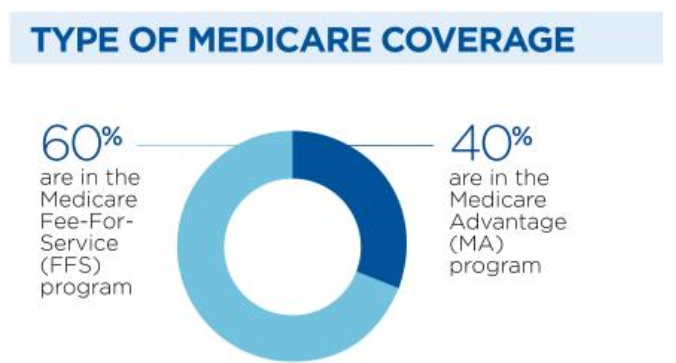 TYPE OF MEDICARE COVERAGE
60%
are in the
Medicare
Fee-For-
Service
(FFS)
program
40%
are in the
Medicare
Advantage
(MA)
program